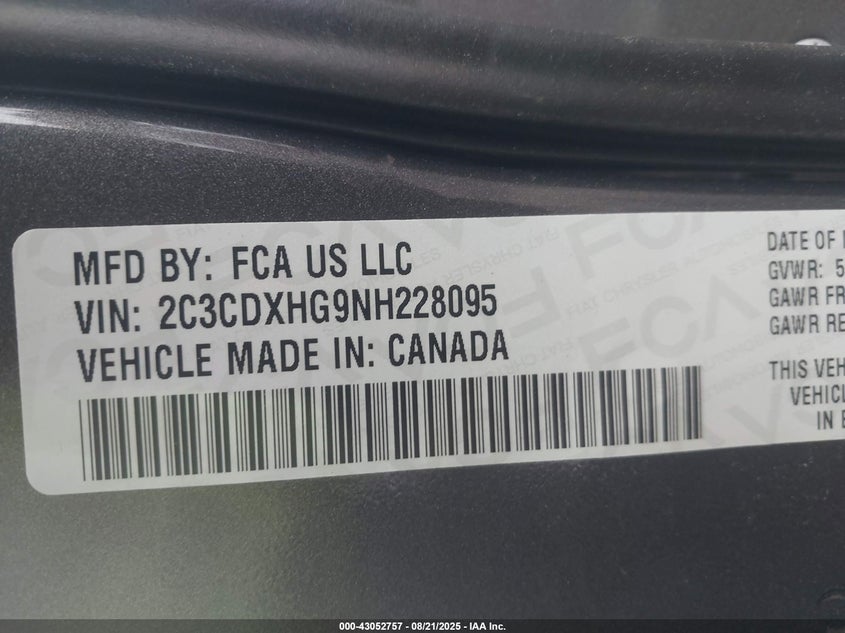 MFD BY: FCA US LLC
VIN: 2C3CDXHG9NH228095
VEHICLE MADE IN: CANADA
DATE OF
GVWR: 5
GAWR FR
GAWR RE
THIS VEH
VEHICL
IN
000-43052757 - 08/21/2025 - IAA Inc.